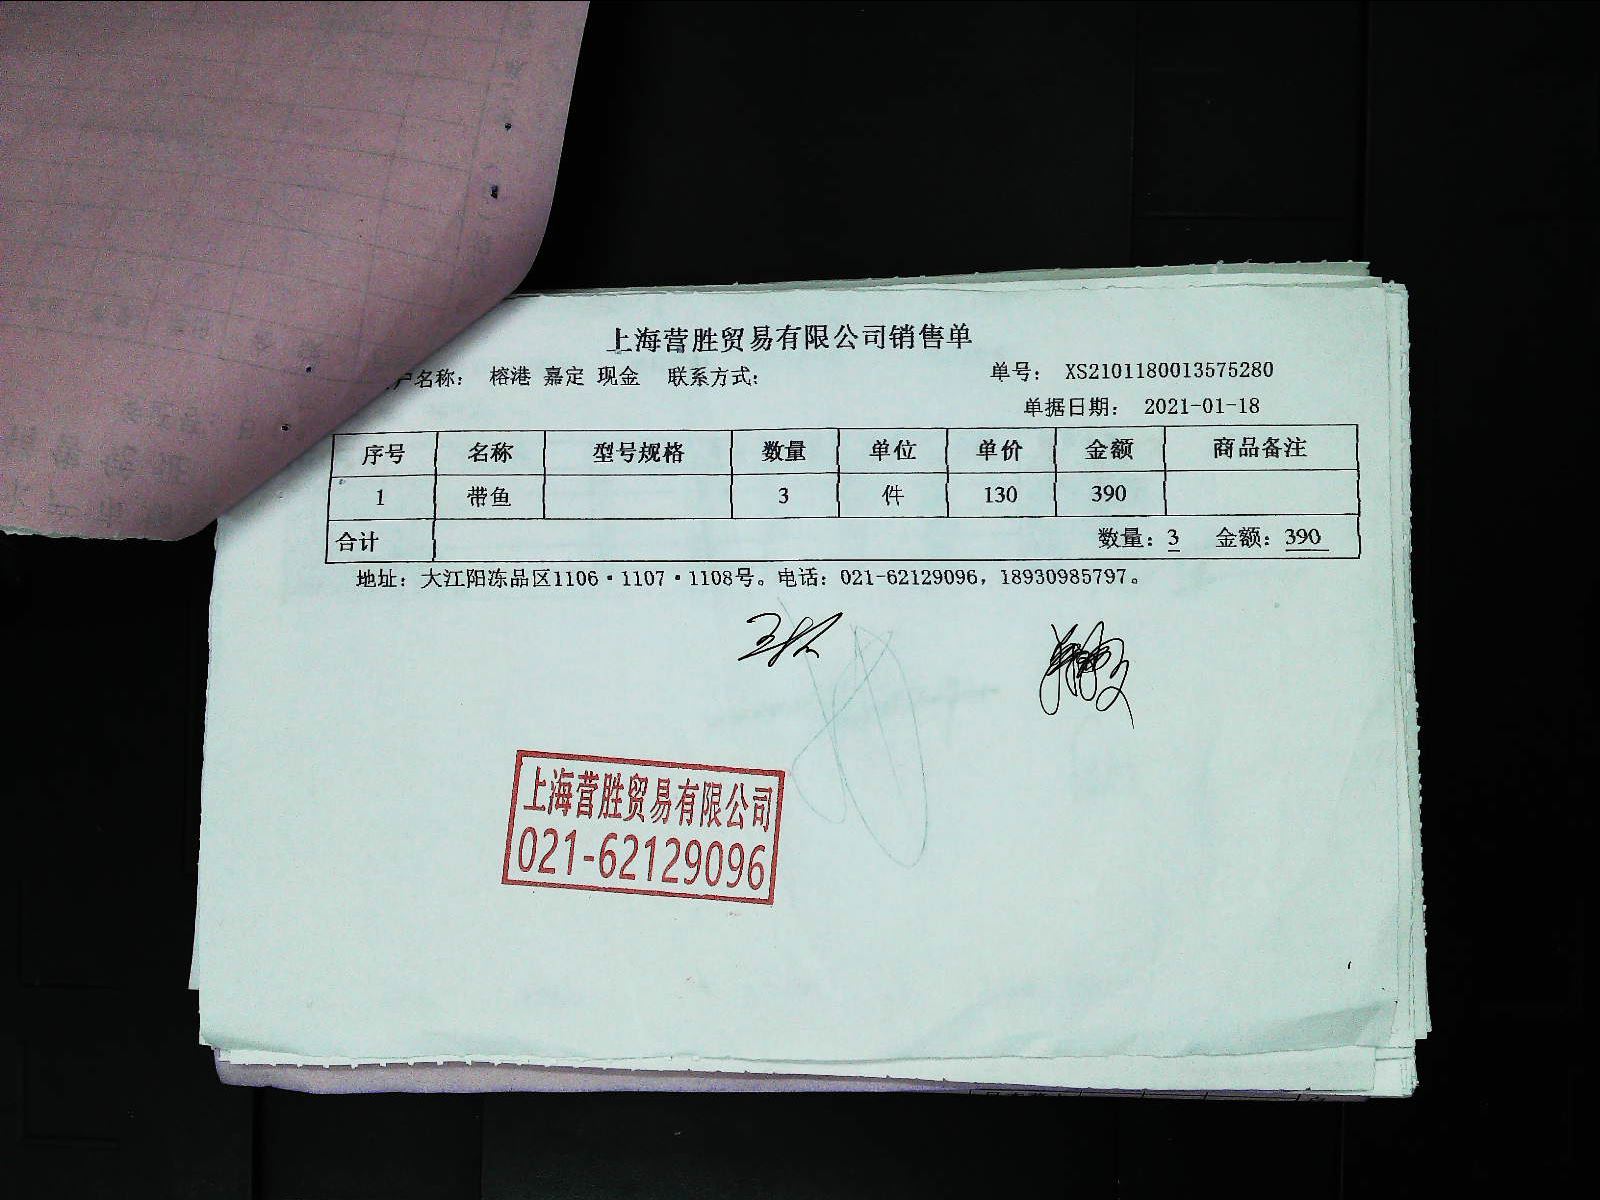 上海营胜贸易有限公司销售单
户名称： 榕港 嘉定 现金 联系方式： 单号： XS2101180013575280
单据日期： 2021-01-18
序号 名称 型号规格 数量 单位 单价 金额 商品备注
1 带鱼 3 件 130 390
合计 数量：3 金额：390
地址：大江阳冻品区1106·1107·1108号。电话：021-62129096，18930985797。
上海营胜贸易有限公司
021-62129096